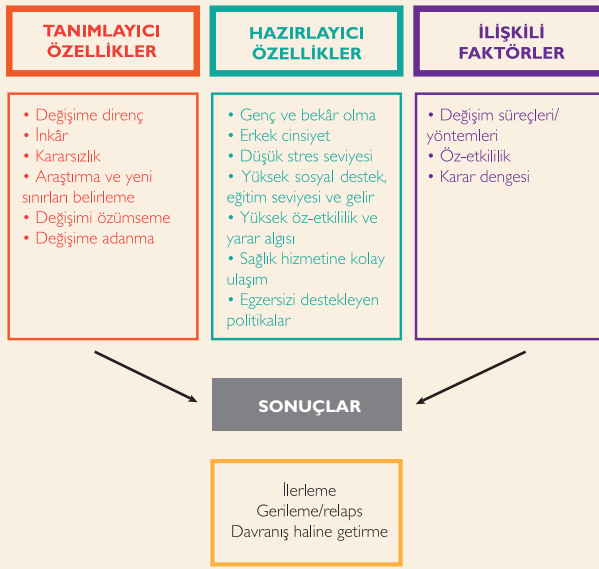 TANIMLAYICI
ÖZELLİKLER
• Değişime direnç
• İnkâr
• Kararsızlık
• Araştırma ve yeni
sınırları belirleme
• Değişimi özümseme
• Değişime adanma
HAZIRLAYICI
ÖZELLİKLER
• Genç ve bekâr olma
• Erkek cinsiyet
• Düşük stres seviyesi
• Yüksek sosyal destek,
eğitim seviyesi ve gelir
• Yüksek öz-etkililik ve
yarar algısı
• Sağlık hizmetine kolay
ulaşım
• Egzersizi destekleyen
politikalar
İLİŞKİLİ
FAKTÖRLER
• Değişim süreçleri/
yöntemleri
• Öz-etkililik
• Karar dengesi
SONUÇLAR
İlerleme
Gerileme/relaps
Davranış haline getirme